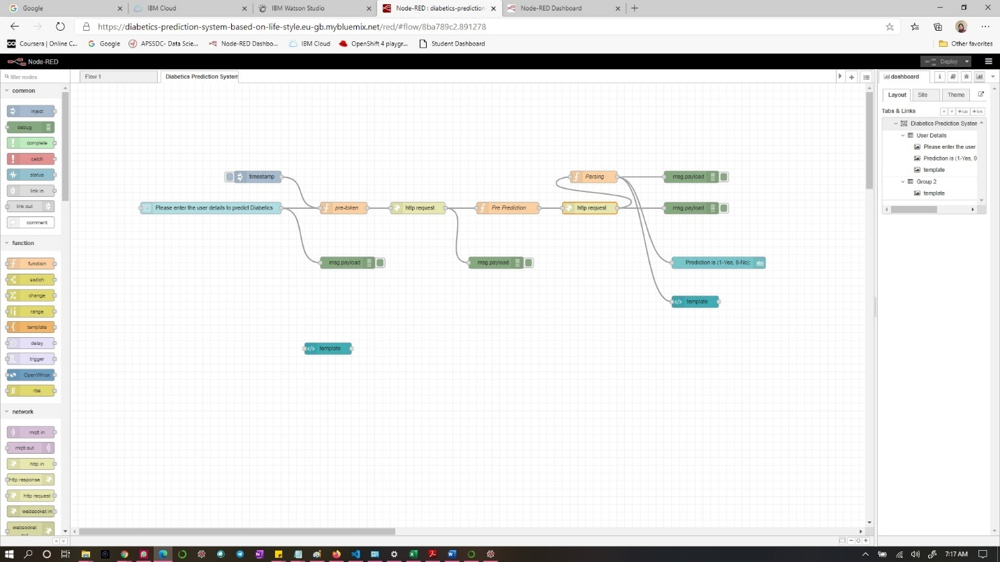 Google
IBM Cloud
IBM Watson Studio
Node-RED : diabetics-prediction
Node-RED Dashboard
https://diabetics-prediction-system-based-on-life-style.eu-gb.mybluemix.net/red/#flow/8ba789c2.891278
Coursera | Online C...
Google
APSSDC- Data Scie...
Node-RED Dashbo...
IBM Cloud
OpenShift 4 playgr...
Student Dashboard
Other favorites
Node-RED
Deploy
filter nodes
common
inject
debug
complete
catch
status
link in
link out
comment
function
function
switch
change
range
template
delay
trigger
OpenWhisk
rbe
network
mqtt in
mqtt out
http in
http response
http request
websocket in
websocket
Flow 1
Diabetics Prediction System
timestamp
Parsing
msg.payload
Please enter the user details to predict Diabetics
pre-token
http request
Pre Prediction
http request
msg.payload
msg.payload
msg.payload
Prediction is (1-Yes, 0-No):
abc
template
template
dashboard
i
Layout
Site
Theme
Tabs & Links
+tab
+link
Diabetics Prediction System
User Details
Please enter the user
Prediction is (1-Yes, 0
template
Group 2
template
7:17 AM